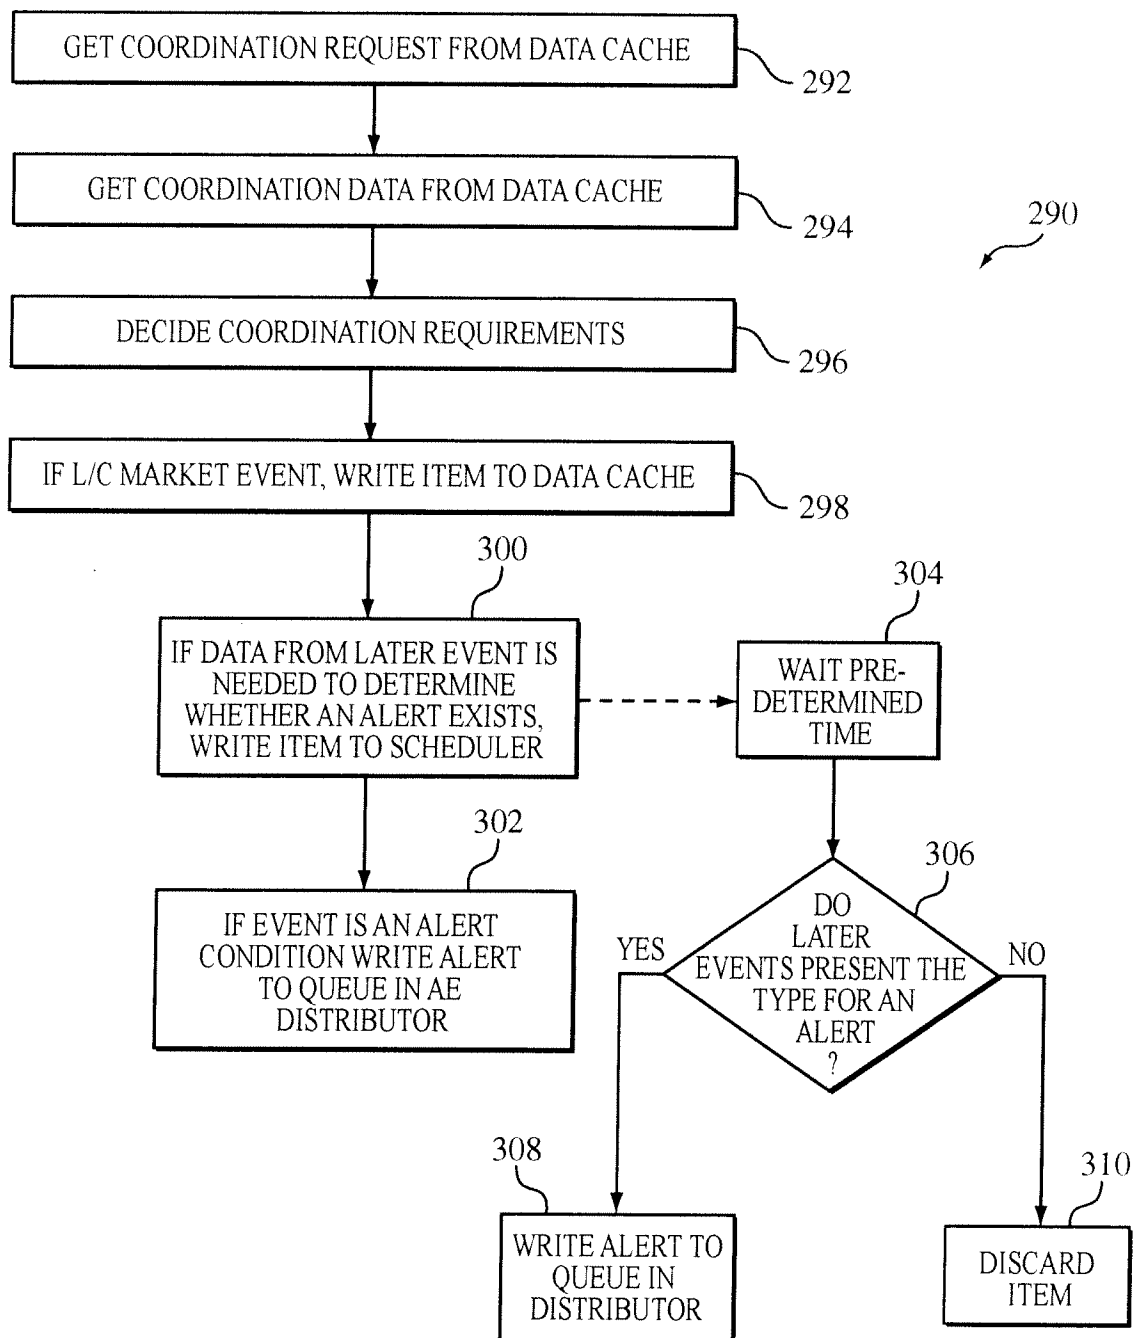 GET COORDINATION REQUEST FROM DATA CACHE
292
GET COORDINATION DATA FROM DATA CACHE
294
290
DECIDE COORDINATION REQUIREMENTS
296
IF L/C MARKET EVENT, WRITE ITEM TO DATA CACHE
298
300
IF DATA FROM LATER EVENT IS
NEEDED TO DETERMINE
WHETHER AN ALERT EXISTS,
WRITE ITEM TO SCHEDULER
304
WAIT PRE-
DETERMINED
TIME
302
IF EVENT IS AN ALERT
CONDITION WRITE ALERT
TO QUEUE IN AE
DISTRIBUTOR
306
DO
LATER
EVENTS PRESENT THE
TYPE FOR AN
ALERT
?
YES
NO
308
WRITE ALERT TO
QUEUE IN
DISTRIBUTOR
310
DISCARD
ITEM